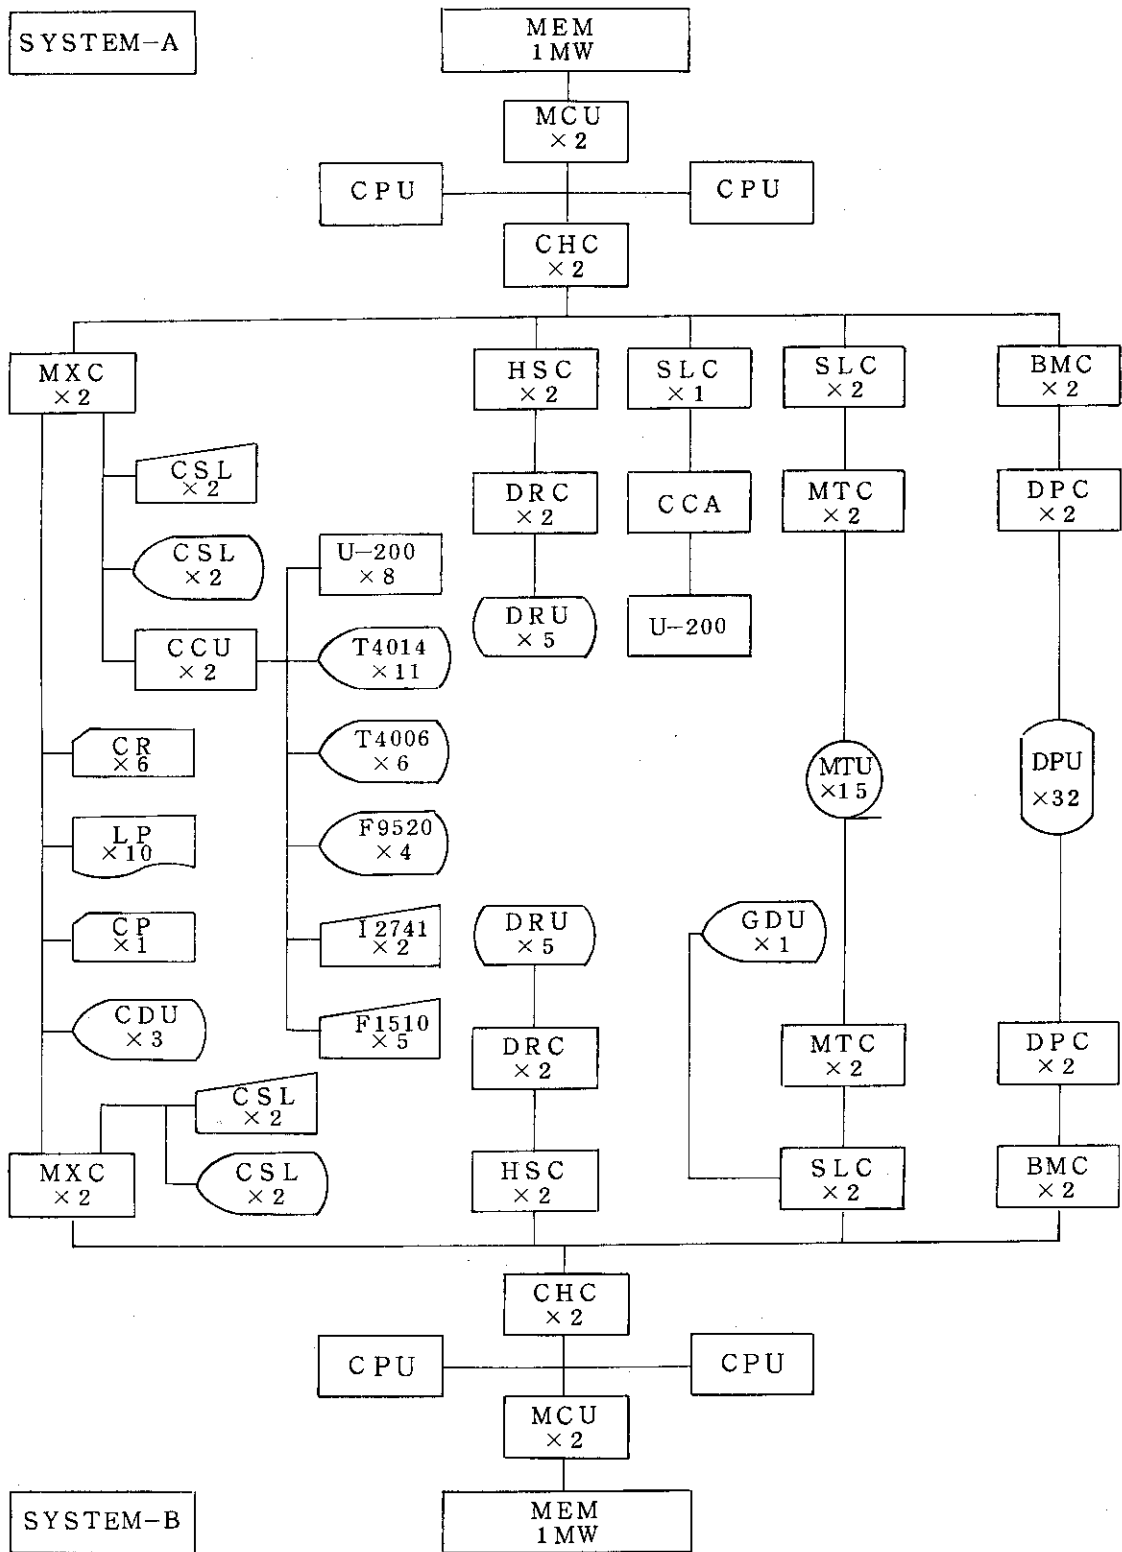 SYSTEM-A
MEM
1MW
MCU
×2
CPU
CPU
CHC
×2
MXC
×2
HSC
×2
SLC
×1
SLC
×2
BMC
×2
CSL
×2
DRC
×2
CCA
MTC
×2
DPC
×2
CSL
×2
U-200
×8
DRU
×5
U-200
CCU
×2
T4014
×11
CR
×6
T4006
×6
MTU
×15
DPU
×32
LP
×10
F9520
×4
CP
×1
I2741
×2
DRU
×5
GDU
×1
CDU
×3
F1510
×5
DRC
×2
MTC
×2
DPC
×2
CSL
×2
MXC
×2
CSL
×2
HSC
×2
SLC
×2
BMC
×2
CHC
×2
CPU
CPU
MCU
×2
SYSTEM-B
MEM
1MW